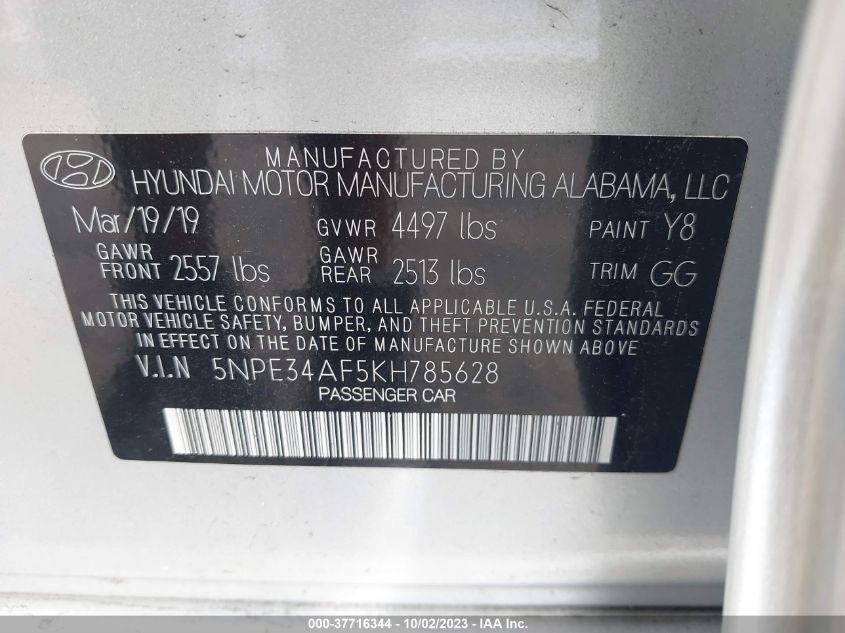 MANUFACTURED BY
HYUNDAI MOTOR MANUFACTURING ALABAMA, LLC
Mar/19/19 GVWR 4497 lbs PAINT Y8
GAWR FRONT 2557 lbs GAWR REAR 2513 lbs TRIM GG
THIS VEHICLE CONFORMS TO ALL APPLICABLE U.S.A. FEDERAL
MOTOR VEHICLE SAFETY, BUMPER, AND THEFT PREVENTION STANDARDS
IN EFFECT ON THE DATE OF MANUFACTURE SHOWN ABOVE
V.I.N 5NPE34AF5KH785628
PASSENGER CAR
000-37716344 - 10/02/2023 - IAA Inc.